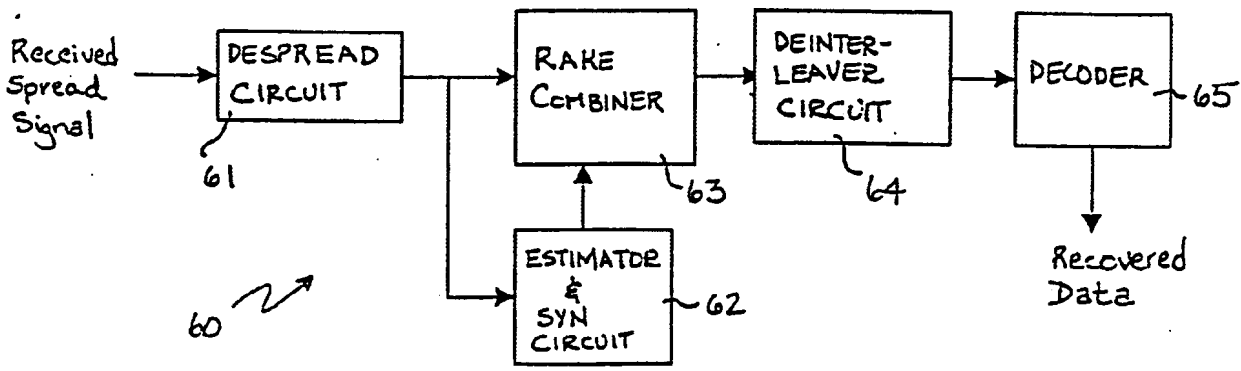 Received
Spread
Signal
DESPREAD
CIRCUIT
61
RAKE
COMBINER
63
DEINTER-
LEAVER
CIRCUIT
64
DECODER
65
ESTIMATOR
&
SYN
CIRCUIT
62
Recovered
Data
60